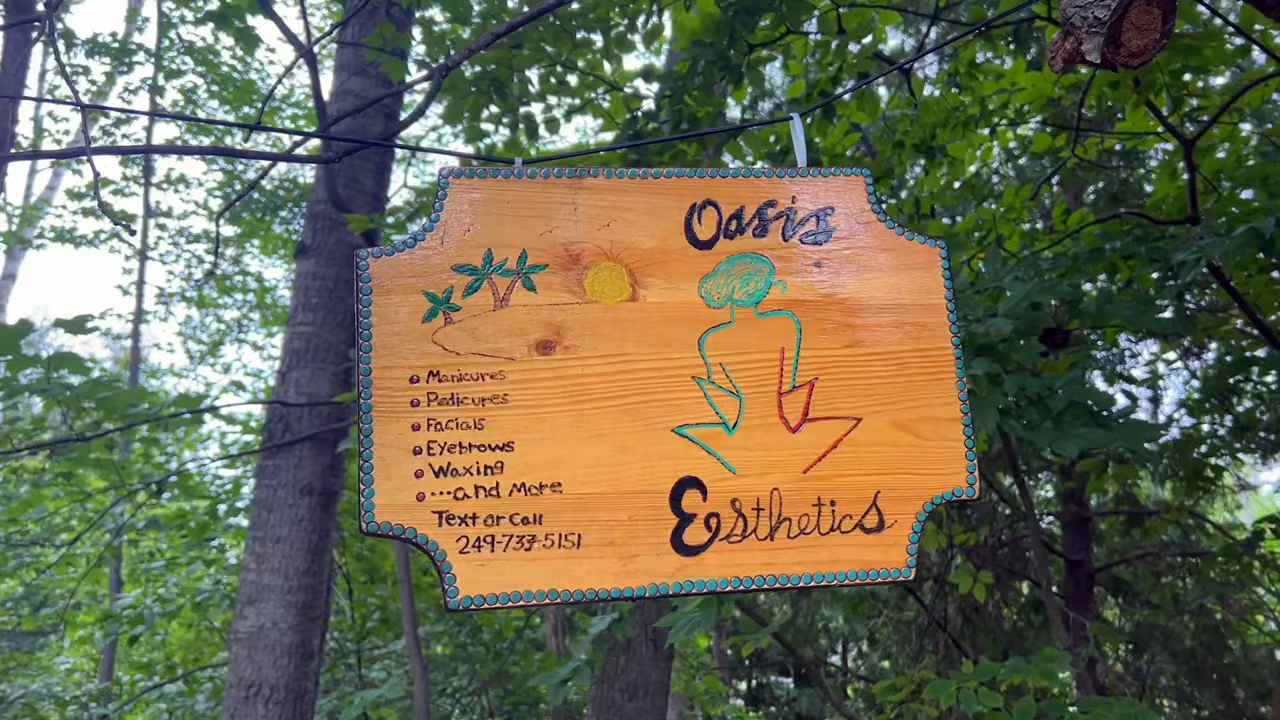 Oasis
Manicures
Pedicures
Facials
Eyebrows
Waxing
...and More
Text or Call
249-737-5151
Esthetics